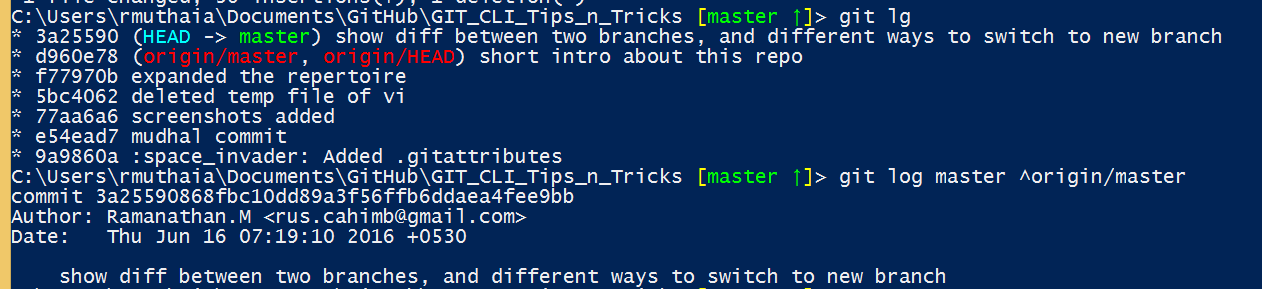 C:\Users\rmuthaia\Documents\GitHub\GIT_CLI_Tips_n_Tricks [master ↑]> git lg
* 3a25590 (HEAD -> master) show diff between two branches, and different ways to switch to new branch
* d960e78 (origin/master, origin/HEAD) short intro about this repo
* f77970b expanded the repertoire
* 5bc4062 deleted temp file of vi
* 77aa6a6 screenshots added
* e54ead7 mudhal commit
* 9a9860a :space_invader: Added .gitattributes
C:\Users\rmuthaia\Documents\GitHub\GIT_CLI_Tips_n_Tricks [master ↑]> git log master ^origin/master
commit 3a25590868fbc10dd89a3f56ffb6ddaea4fee9bb
Author: Ramanathan.M <rus.cahimb@gmail.com>
Date:   Thu Jun 16 07:19:10 2016 +0530
    show diff between two branches, and different ways to switch to new branch